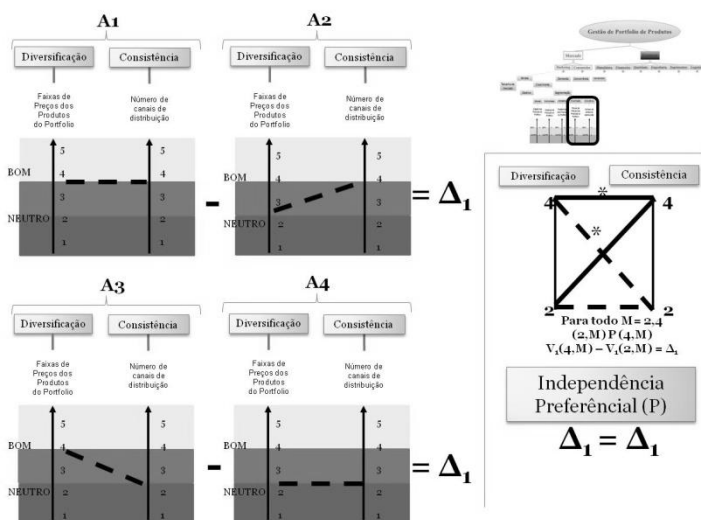 A1
Diversificação
Consistência
Faixas de
Preços dos
Produtos
do Portfolio
Número de
canais de
distribuição
BOM
NEUTRO
5
4
3
2
1
5
4
3
2
1
-
A2
Diversificação
Consistência
Faixas de
Preços dos
Produtos
do Portfolio
Número de
canais de
distribuição
BOM
NEUTRO
5
4
3
2
1
5
4
3
2
1
= Δ₁
A3
Diversificação
Consistência
Faixas de
Preços dos
Produtos
do Portfolio
Número de
canais de
distribuição
BOM
NEUTRO
5
4
3
2
1
5
4
3
2
1
-
A4
Diversificação
Consistência
Faixas de
Preços dos
Produtos
do Portfolio
Número de
canais de
distribuição
BOM
NEUTRO
5
4
3
2
1
5
4
3
2
1
= Δ₁
Gestão de Portfolio de Produtos
Mercado
Diversificação
Consistência
4 * 4
*
2 2
Para todo M= 2,4
(2,M) P (4,M)
V₁(4,M) – V₁(2,M) = Δ₁
Independência
Preferêncial (P)
Δ₁ = Δ₁